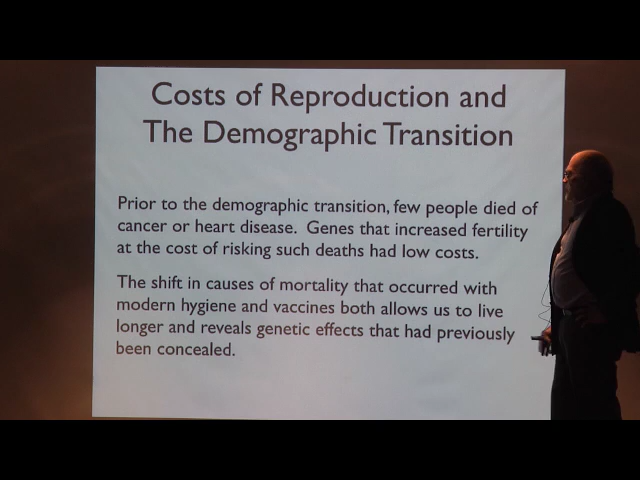 Costs of Reproduction and
The Demographic Transition
Prior to the demographic transition, few people died of
cancer or heart disease. Genes that increased fertility
at the cost of risking such deaths had low costs.
The shift in causes of mortality that occurred with
modern hygiene and vaccines both allows us to live
longer and reveals genetic effects that had previously
been concealed.